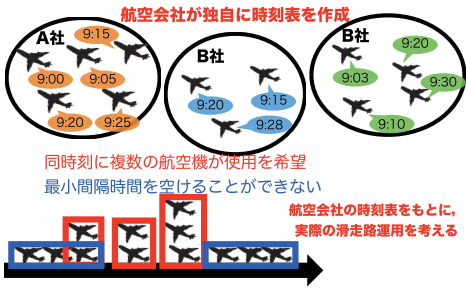 航空会社が独自に時刻表を作成
A社
9:15
9:00
9:05
9:20
9:25
B社
9:20
9:15
9:28
B社
9:20
9:03
9:30
9:10
同時刻に複数の航空機が使用を希望
最小間隔時間を空けることができない
航空会社の時刻表をもとに,
実際の滑走路運用を考える